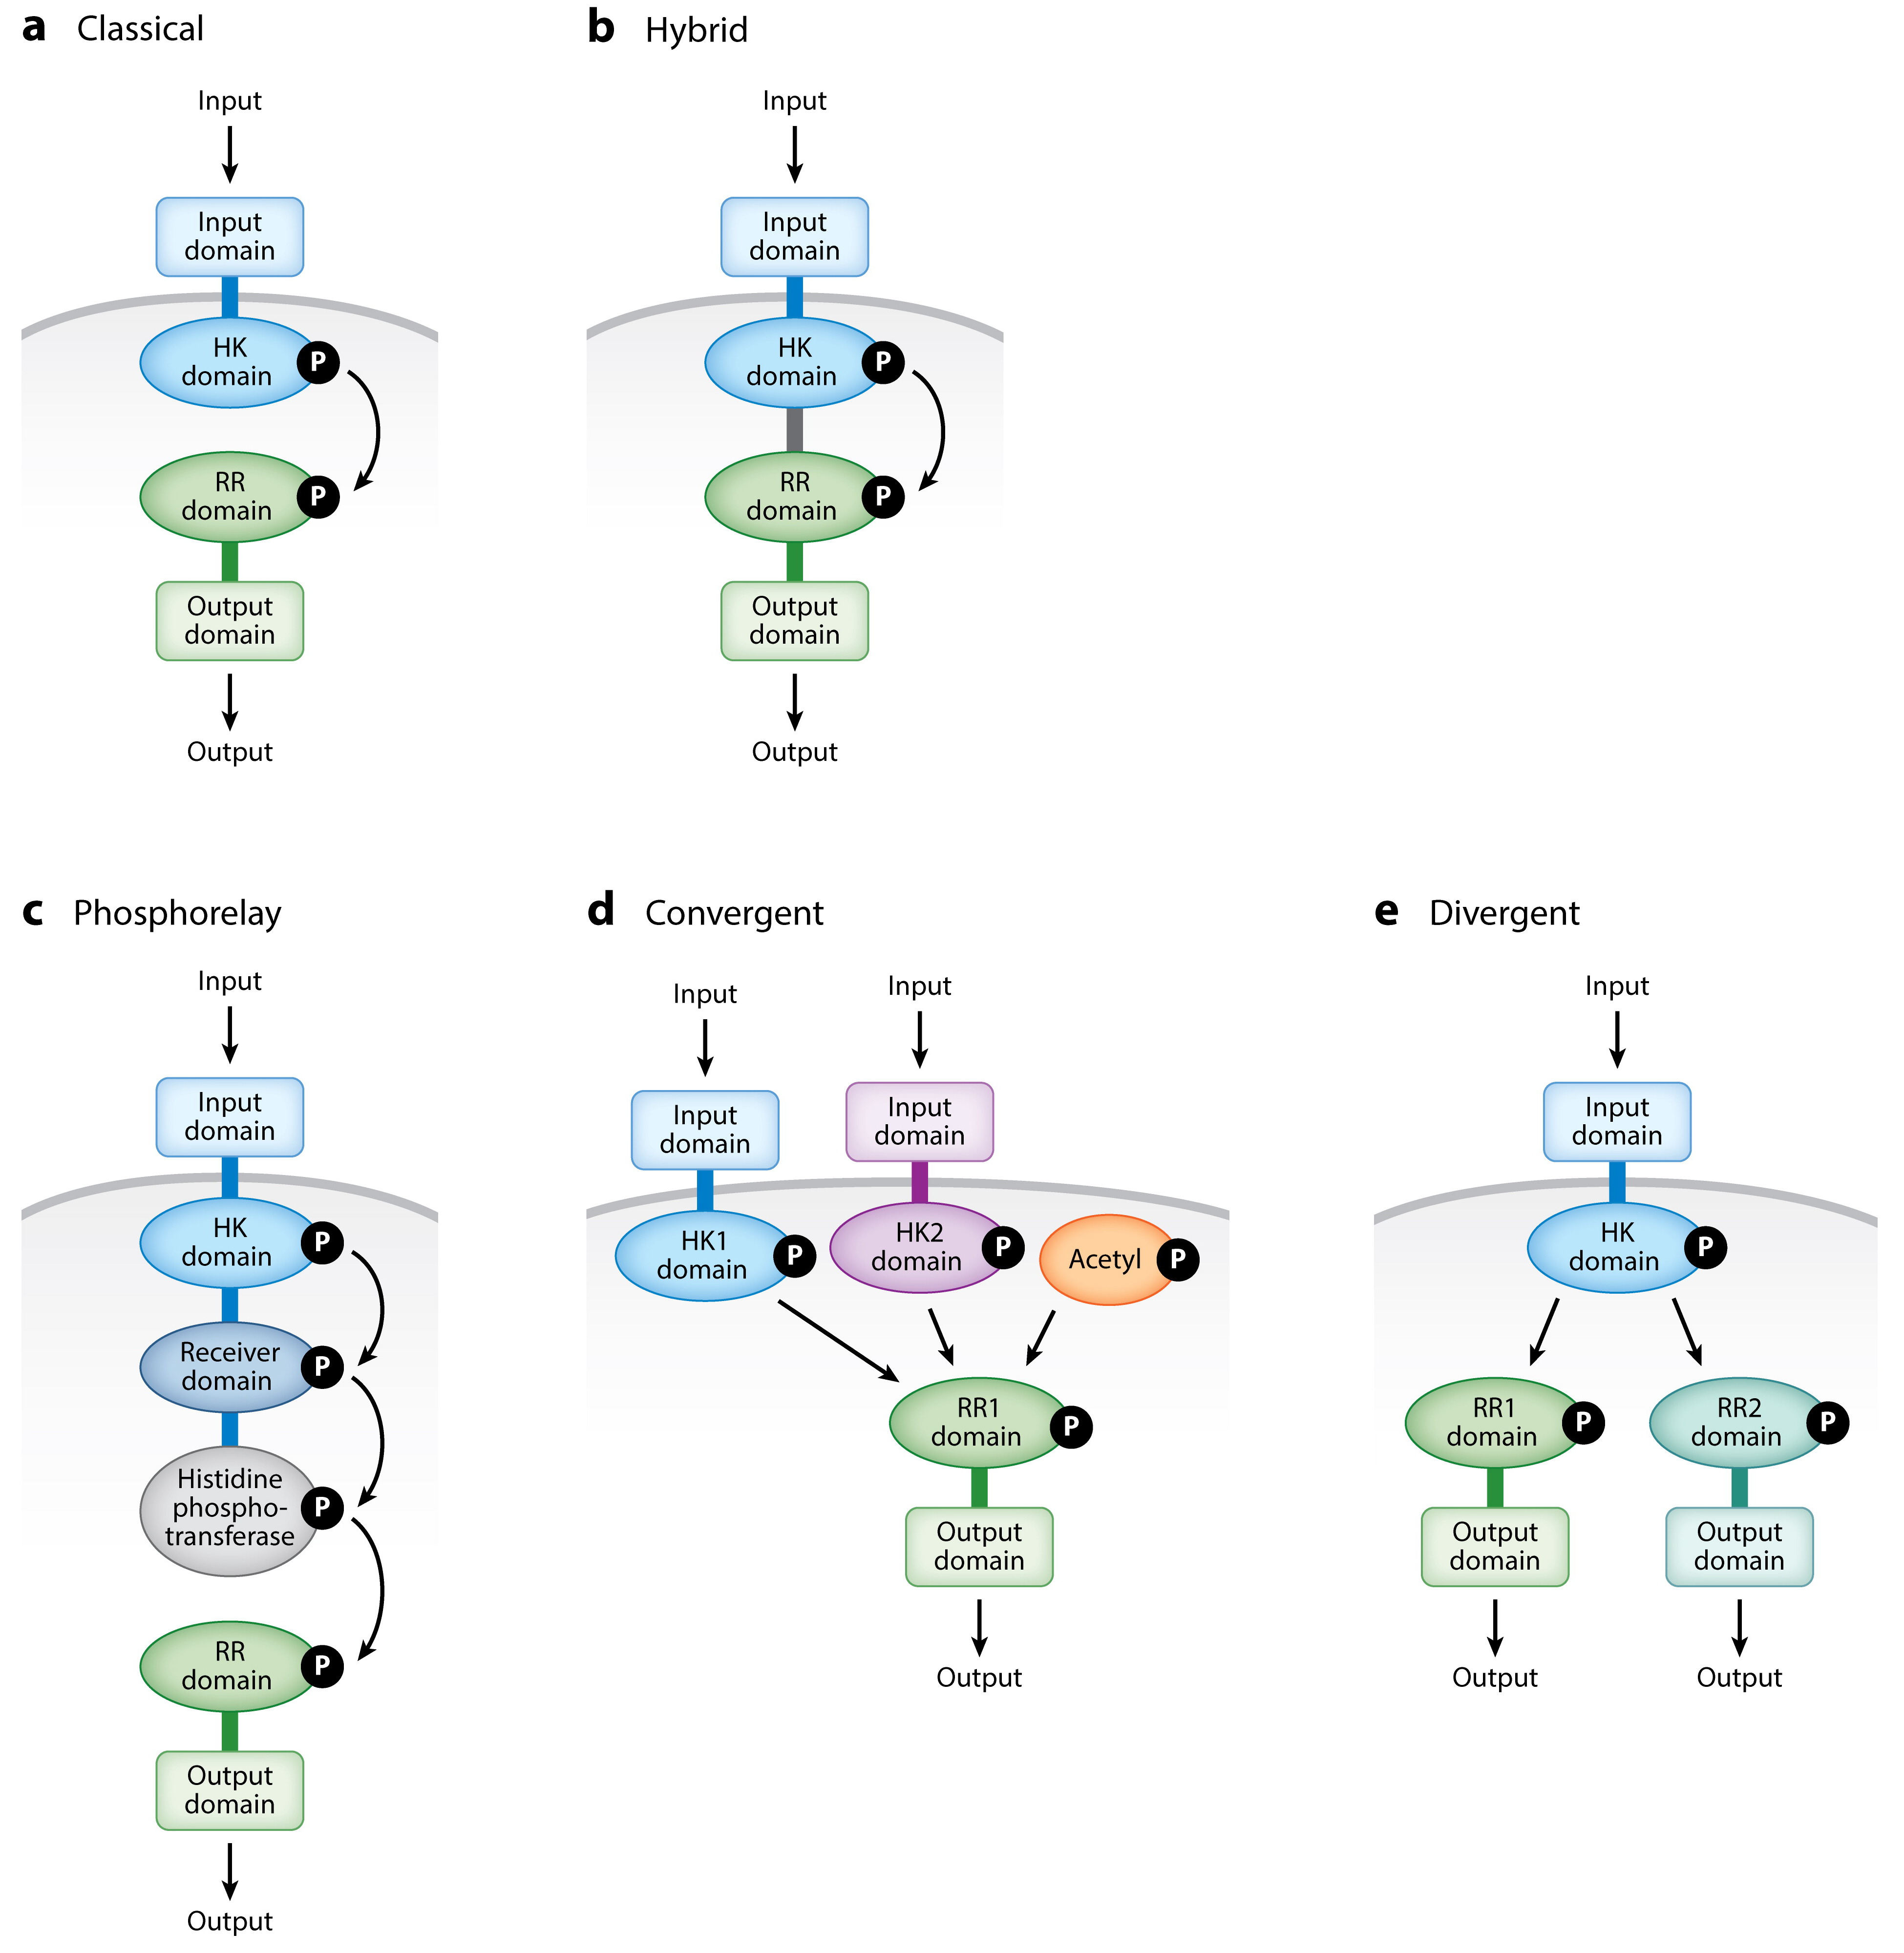 a Classical
Input
Input
domain
HK
domain
P
RR
domain
P
Output
domain
Output
b Hybrid
Input
Input
domain
HK
domain
P
RR
domain
P
Output
domain
Output
c Phosphorelay
Input
Input
domain
HK
domain
P
Receiver
domain
P
Histidine
phospho-
transferase
P
RR
domain
P
Output
domain
Output
d Convergent
Input
Input
domain
HK1
domain
P
Input
Input
domain
HK2
domain
P
Acetyl
P
RR1
domain
P
Output
domain
Output
e Divergent
Input
Input
domain
HK
domain
P
RR1
domain
P
Output
domain
Output
RR2
domain
P
Output
domain
Output